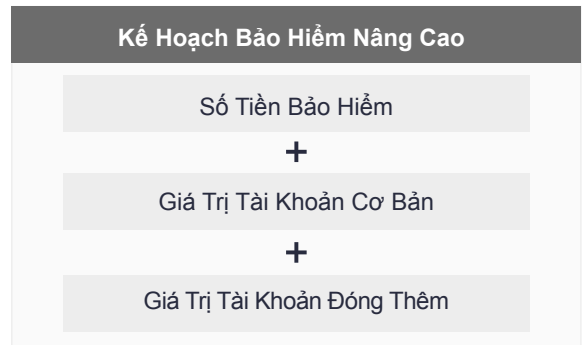 Kế Hoạch Bảo Hiểm Nâng Cao
Số Tiền Bảo Hiểm
+
Giá Trị Tài Khoản Cơ Bản
+
Giá Trị Tài Khoản Đóng Thêm